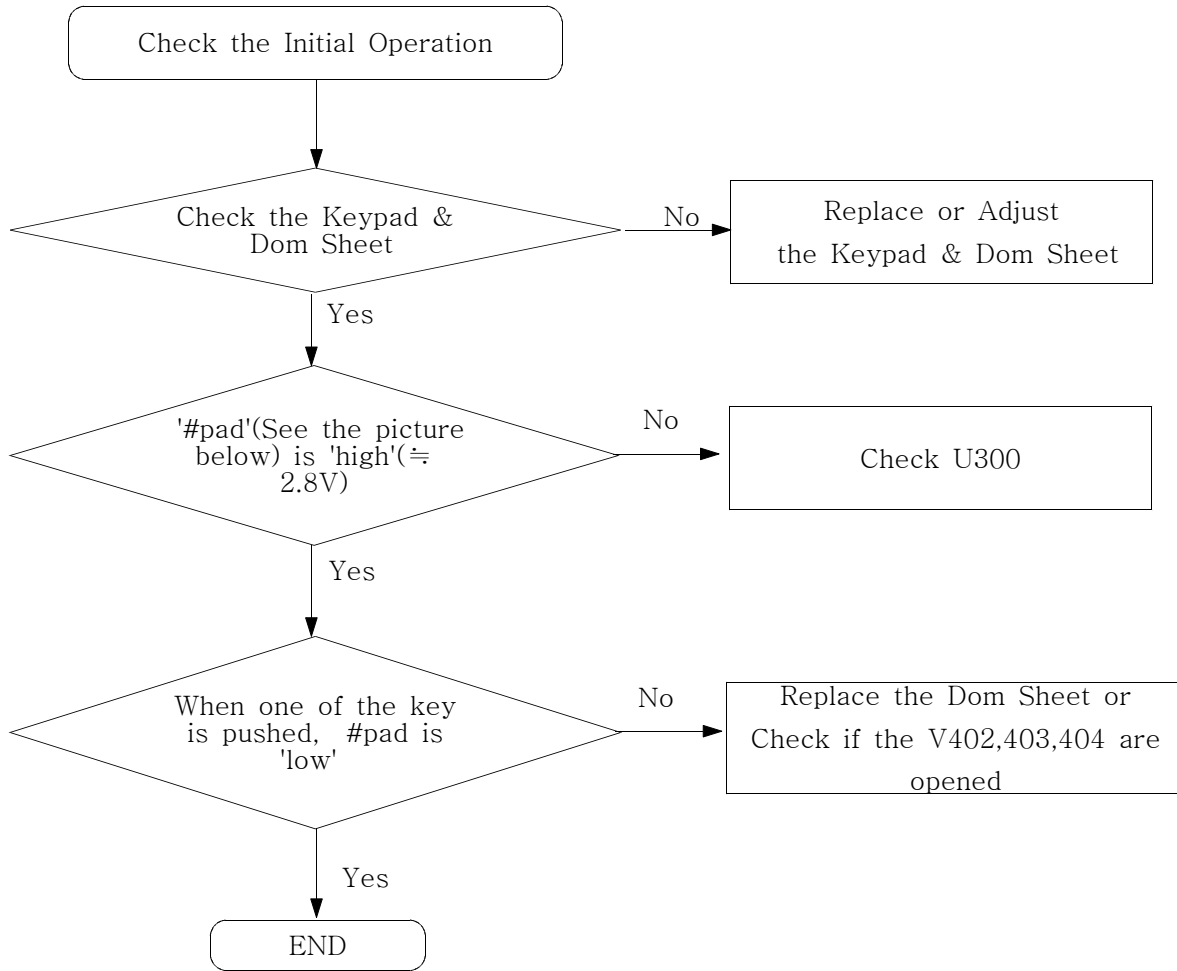 Check the Initial Operation
Check the Keypad &
Dom Sheet
No
Replace or Adjust
the Keypad & Dom Sheet
Yes
'#pad'(See the picture
below) is 'high'(≒
2.8V)
No
Check U300
Yes
When one of the key
is pushed, #pad is
'low'
No
Replace the Dom Sheet or
Check if the V402,403,404 are
opened
Yes
END